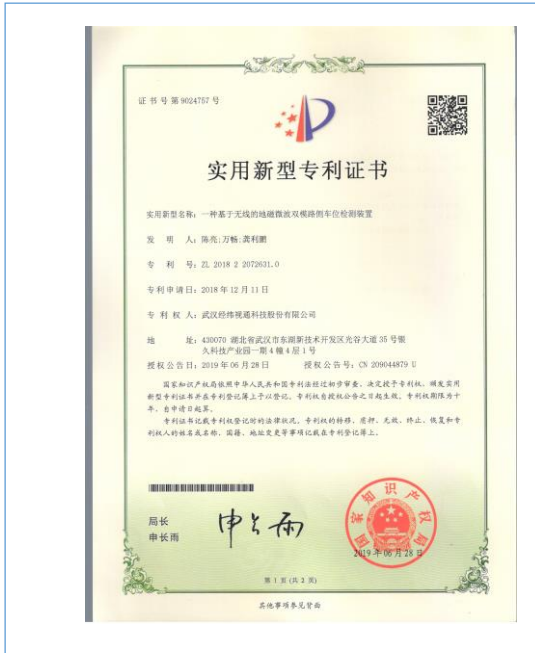 证书号第9024757号
实用新型专利证书
实用新型名称：一种基于无线的地磁微波双模路侧车位检测装置
发明人：陈亮;万畅;龚利鹏
专利号：ZL 2018 2 2072631.0
专利申请日：2018年12月11日
专利权人：武汉经纬视通科技股份有限公司
地址：430070 湖北省武汉市东湖新技术开发区光谷大道35号银
久科技产业园一期4幢4层1号
授权公告日：2019年06月28日 授权公告号：CN 209044879 U
国家知识产权局依照中华人民共和国专利法经过初步审查，决定授予专利权，颁发实用
新型专利证书并在专利登记簿上予以登记。专利权自授权公告之日起生效。专利权期限为十
年，自申请日起算。
专利证书记载专利权登记时的法律状况。专利权的转移、质押、无效、终止、恢复和专
利权人的姓名或名称、国籍、地址变更等事项记载在专利登记簿上。
局长
申长雨
申长雨
国家知识产权局
2019年06月28日
第1页(共2页)
其他事项参见背面